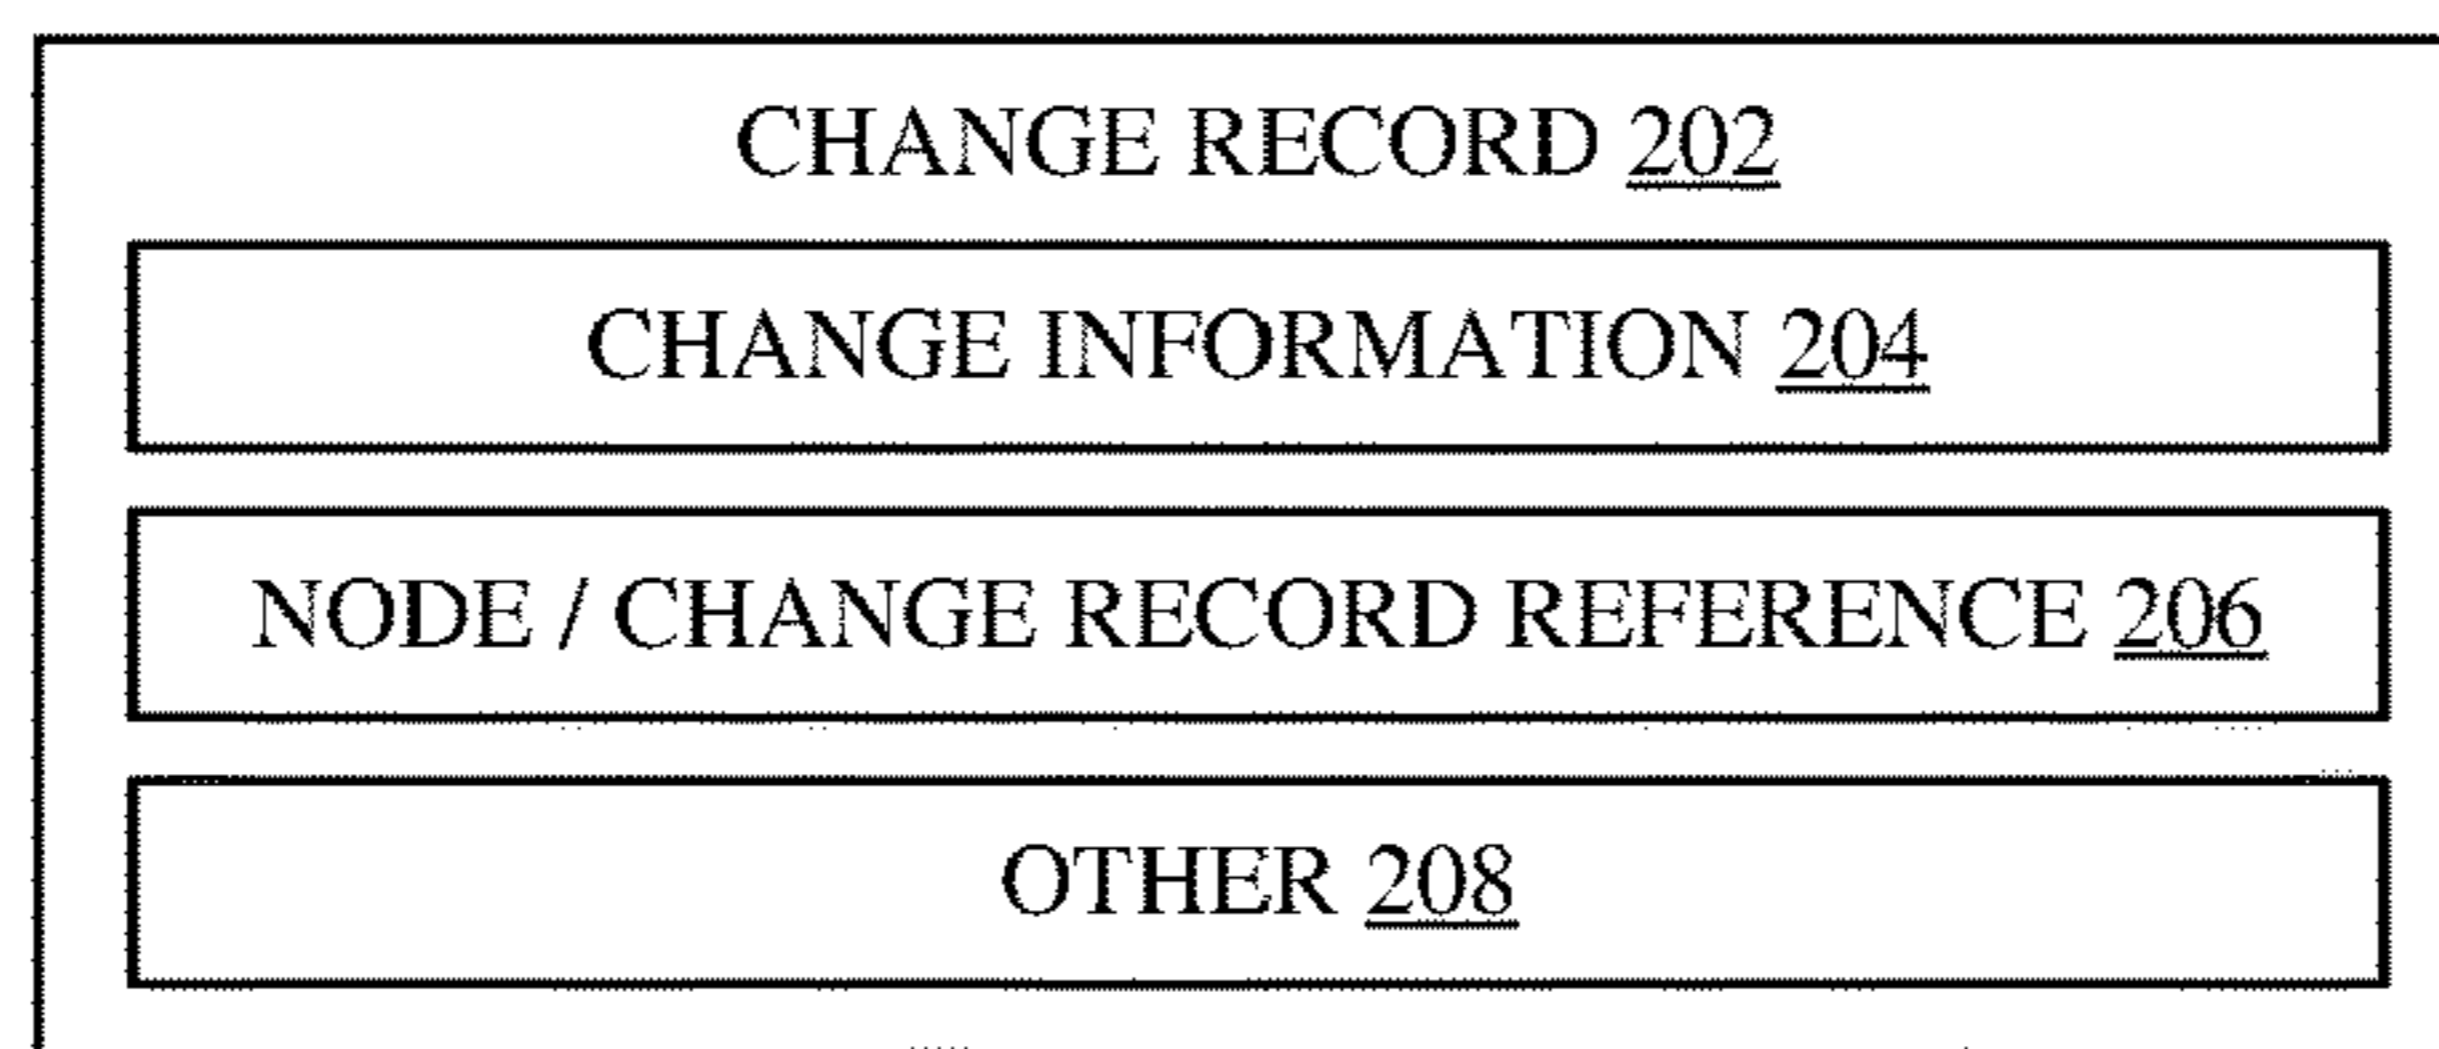 CHANGE RECORD 202
CHANGE INFORMATION 204
NODE / CHANGE RECORD REFERENCE 206
OTHER 208